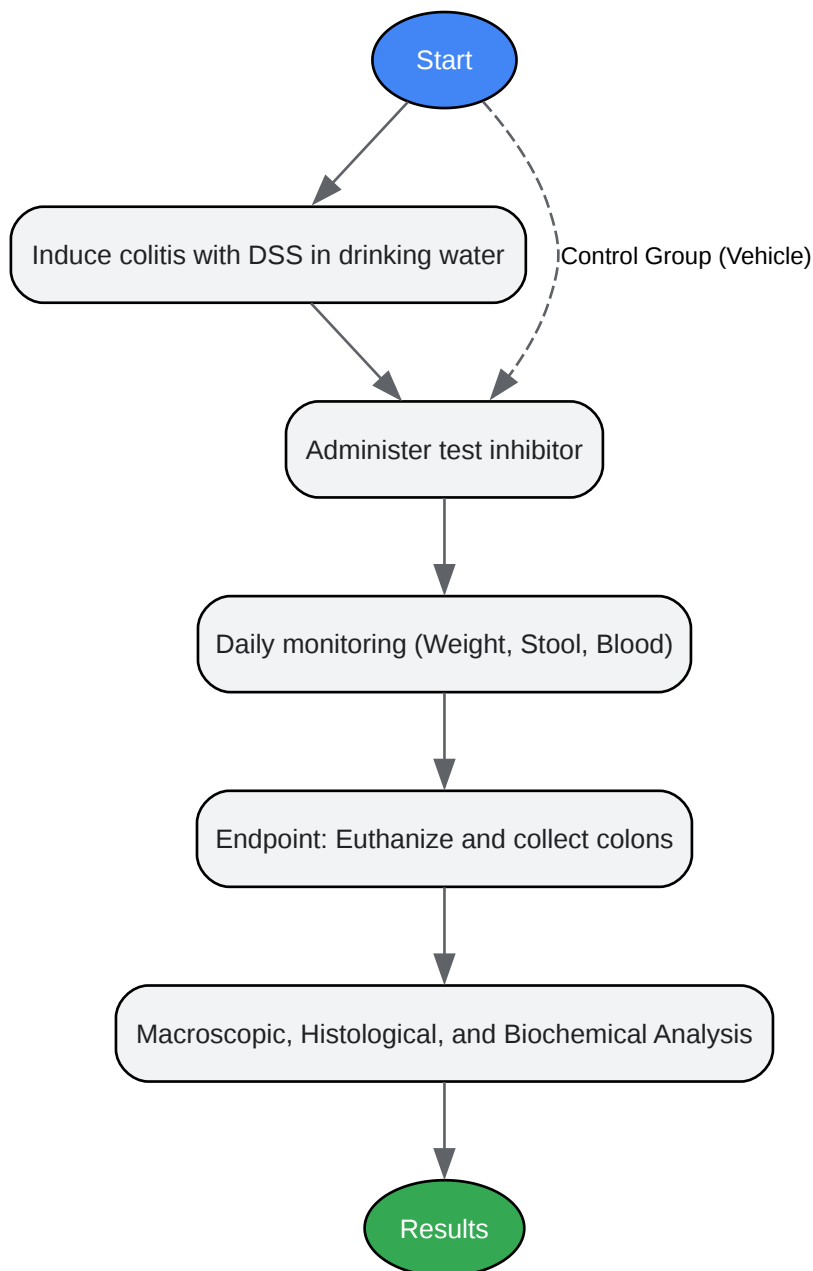 Start
Induce colitis with DSS in drinking water
Control Group (Vehicle)
Administer test inhibitor
Daily monitoring (Weight, Stool, Blood)
Endpoint: Euthanize and collect colons
Macroscopic, Histological, and Biochemical Analysis
Results